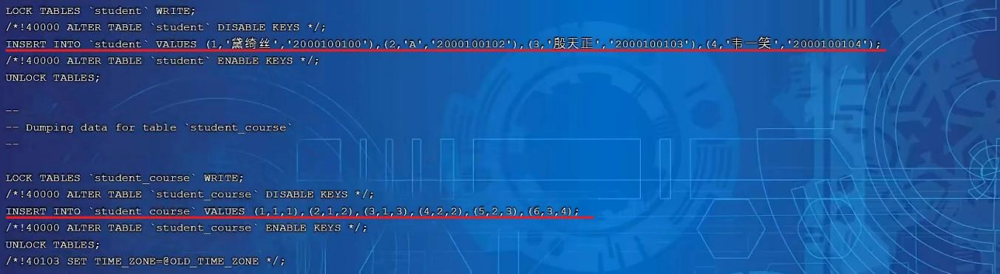 LOCK TABLES `student` WRITE;
/*!40000 ALTER TABLE `student` DISABLE KEYS */;
INSERT INTO `student` VALUES (1,'黛绮丝','2000100100'),(2,'A','2000100102'),(3,'殷天正','2000100103'),(4,'韦一笑','2000100104');
/*!40000 ALTER TABLE `student` ENABLE KEYS */;
UNLOCK TABLES;
--
-- Dumping data for table `student_course`
--
LOCK TABLES `student_course` WRITE;
/*!40000 ALTER TABLE `student_course` DISABLE KEYS */;
INSERT INTO `student_course` VALUES (1,1,1),(2,1,2),(3,1,3),(4,2,2),(5,2,3),(6,3,4);
/*!40000 ALTER TABLE `student_course` ENABLE KEYS */;
UNLOCK TABLES;
/*!40103 SET TIME_ZONE=@OLD_TIME_ZONE */;